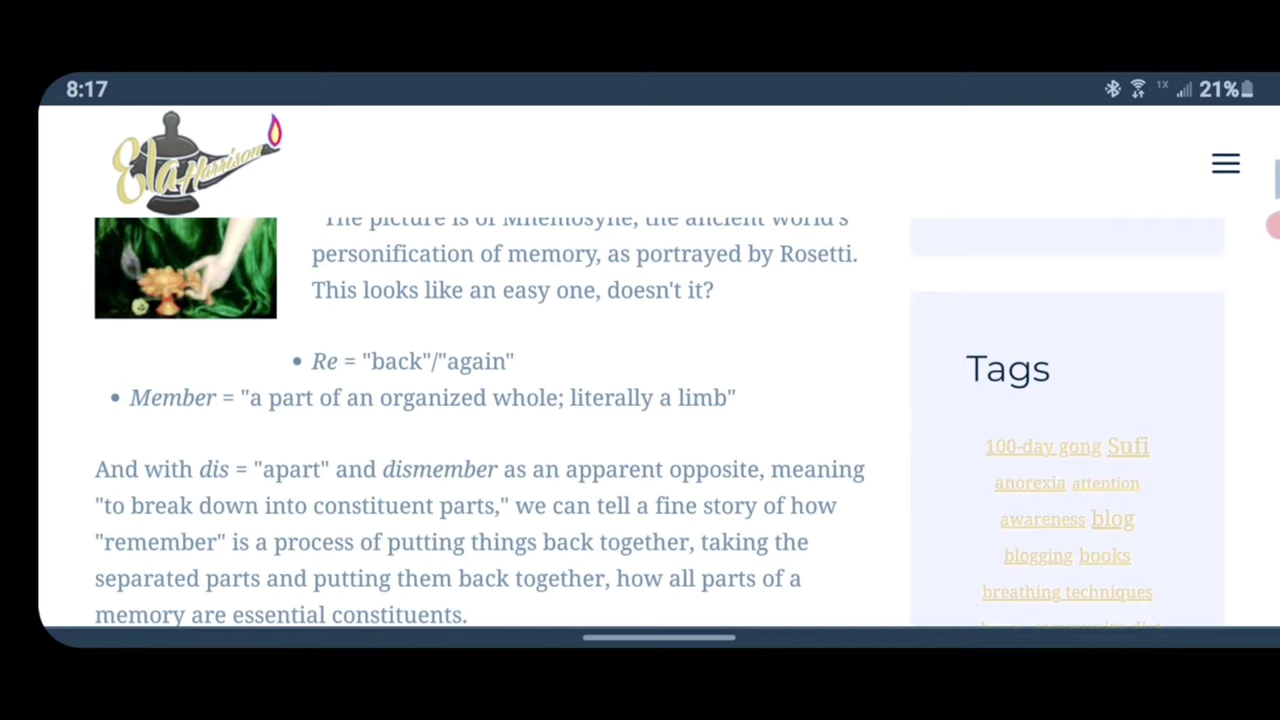 8:17
1X
21%
Ela Harrison
"The picture is of Mnemosyne, the ancient world's
personification of memory, as portrayed by Rosetti.
This looks like an easy one, doesn't it?
• Re = "back"/"again"
• Member = "a part of an organized whole; literally a limb"
And with dis = "apart" and dismember as an apparent opposite, meaning
"to break down into constituent parts," we can tell a fine story of how
"remember" is a process of putting things back together, taking the
separated parts and putting them back together, how all parts of a
memory are essential constituents.
Tags
100-day gong Sufi
anorexia attention
awareness blog
blogging books
breathing techniques